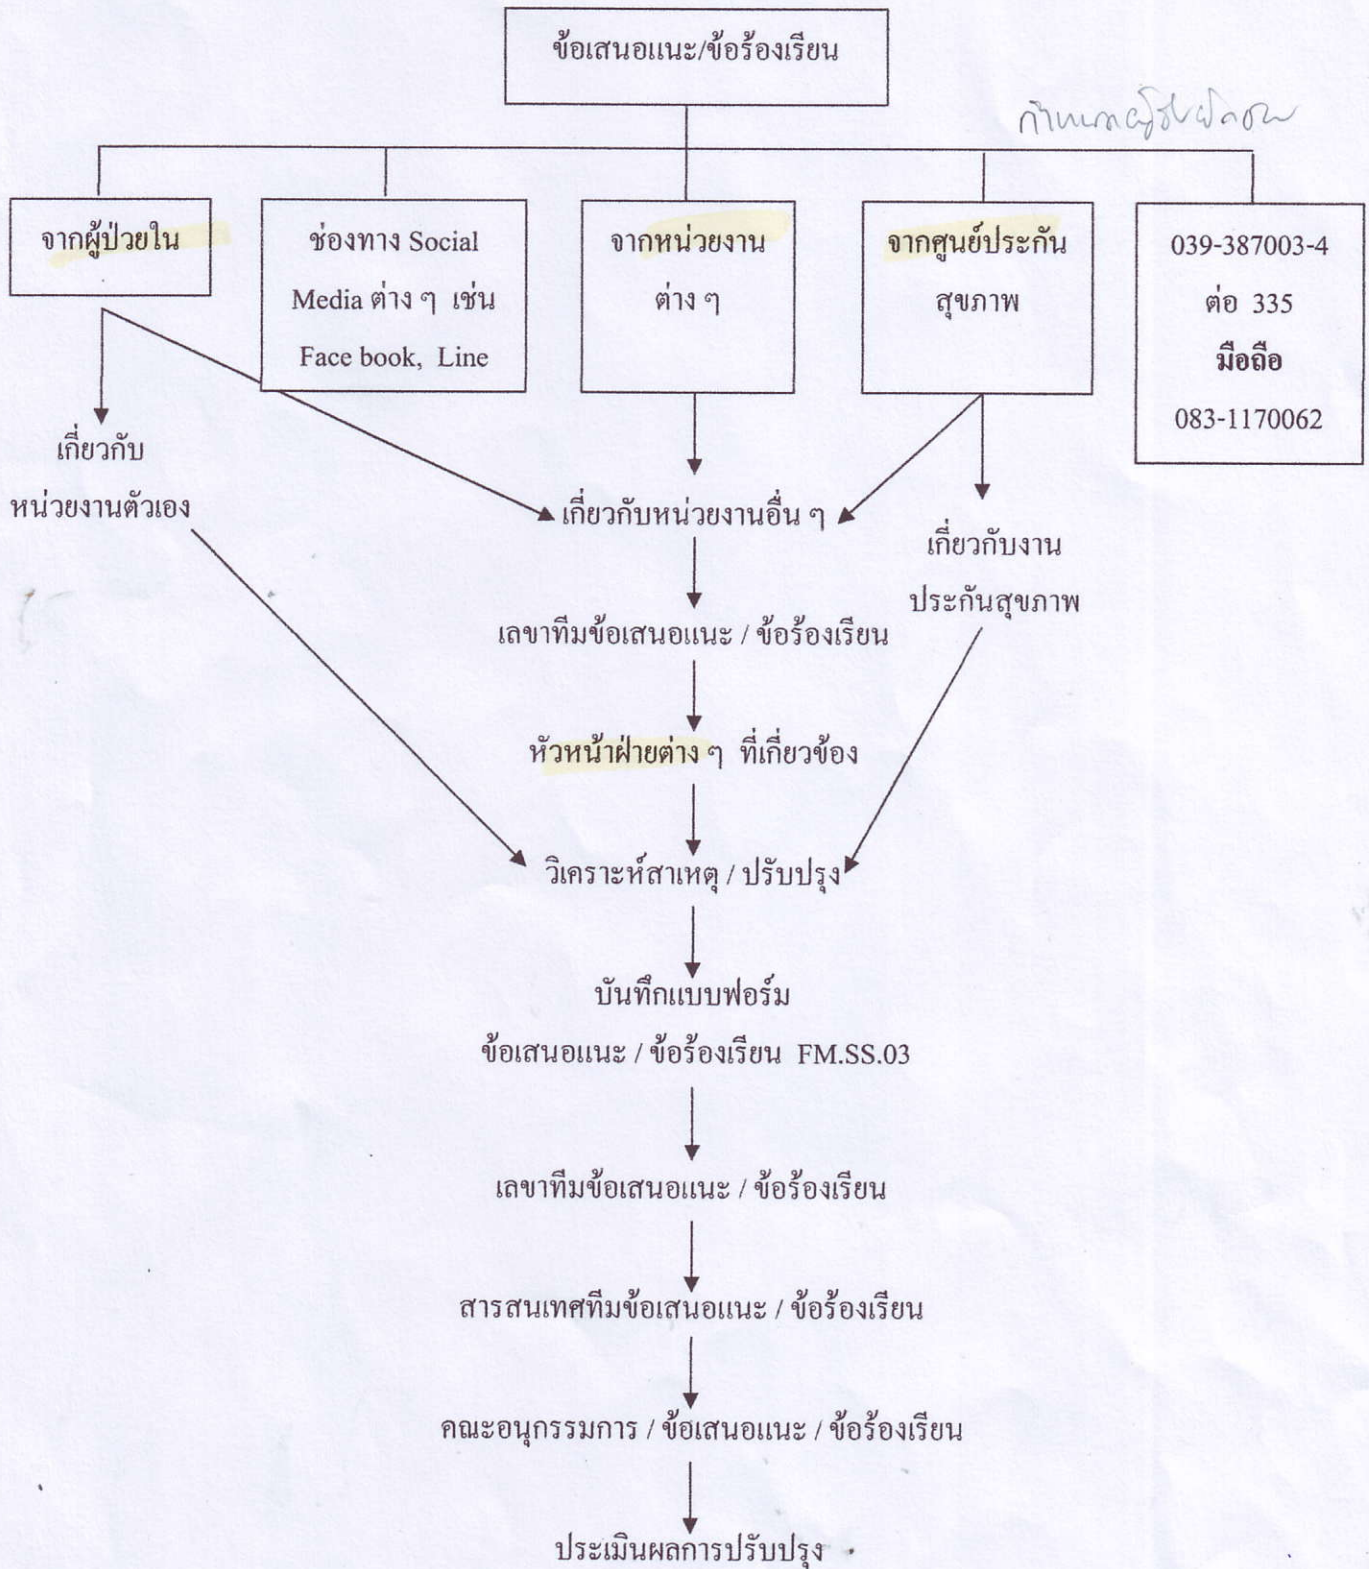 ข้อเสนอแนะ/ข้อร้องเรียน
จากผู้ป่วยใน
ช่องทาง Social
Media ต่าง ๆ เช่น
Face book, Line
จากหน่วยงาน
ต่าง ๆ
จากศูนย์ประกัน
สุขภาพ
039-387003-4
ต่อ 335
มือถือ
083-1170062
เกี่ยวกับ
หน่วยงานตัวเอง
เกี่ยวกับหน่วยงานอื่น ๆ
เกี่ยวกับงาน
ประกันสุขภาพ
เลขาทีมข้อเสนอแนะ / ข้อร้องเรียน
หัวหน้าฝ่ายต่าง ๆ ที่เกี่ยวข้อง
วิเคราะห์สาเหตุ / ปรับปรุง
บันทึกแบบฟอร์ม
ข้อเสนอแนะ / ข้อร้องเรียน FM.SS.03
เลขาทีมข้อเสนอแนะ / ข้อร้องเรียน
สารสนเทศทีมข้อเสนอแนะ / ข้อร้องเรียน
คณะอนุกรรมการ / ข้อเสนอแนะ / ข้อร้องเรียน
ประเมินผลการปรับปรุง